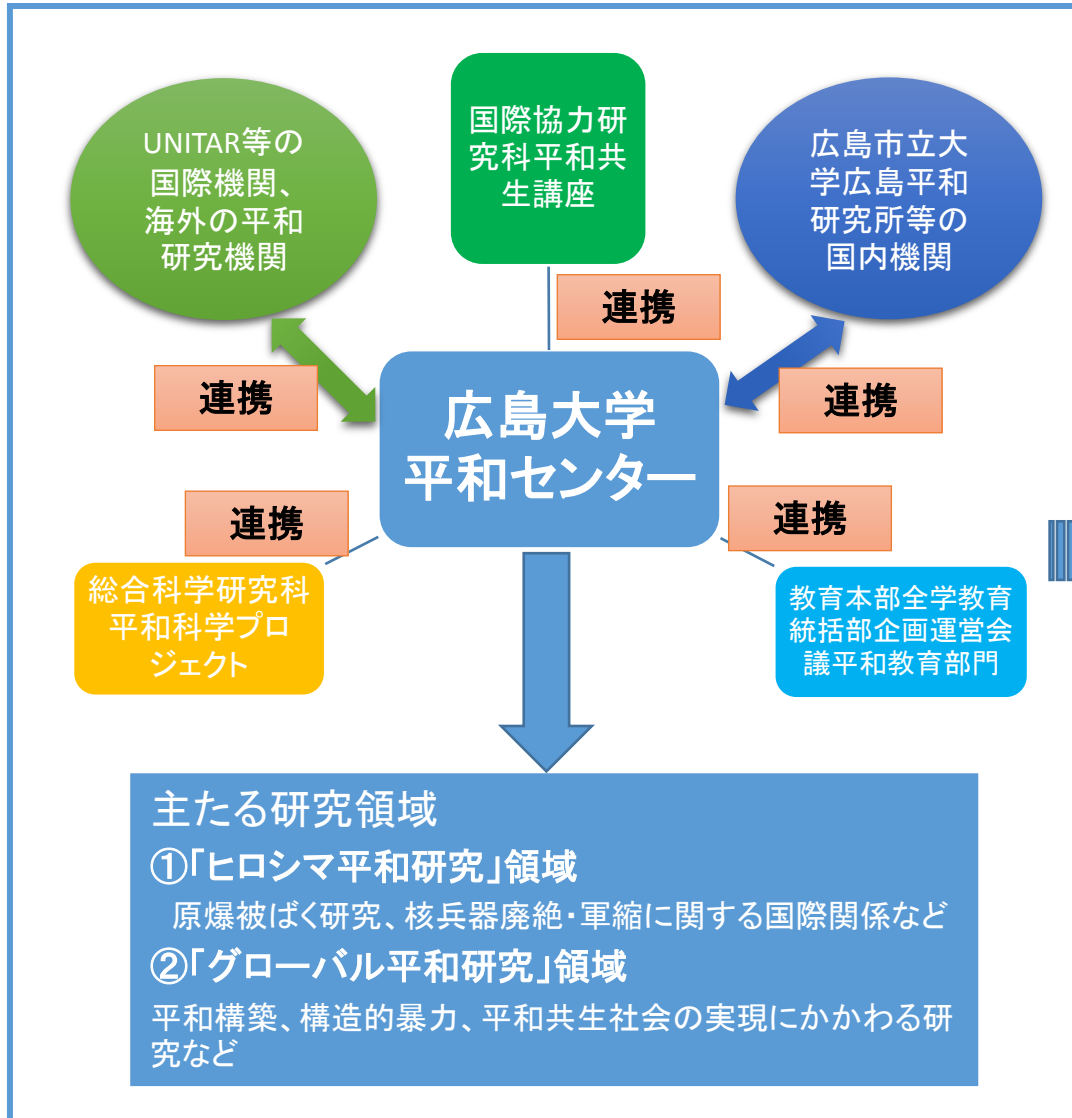 UNITAR等の
国際機関、
海外の平和
研究機関
国際協力研
究科平和共
生講座
広島市立大
学広島平和
研究所等の
国内機関
連携
連携
連携
広島大学
平和センター
連携
連携
総合科学研究科
平和科学プロ
ジェクト
教育本部全学教育
統括部企画運営会
議平和教育部門
主たる研究領域
①｢ヒロシマ平和研究｣領域
原爆被ばく研究、核兵器廃絶・軍縮に関する国際関係など
②｢グローバル平和研究｣領域
平和構築、構造的暴力、平和共生社会の実現にかかわる研
究など